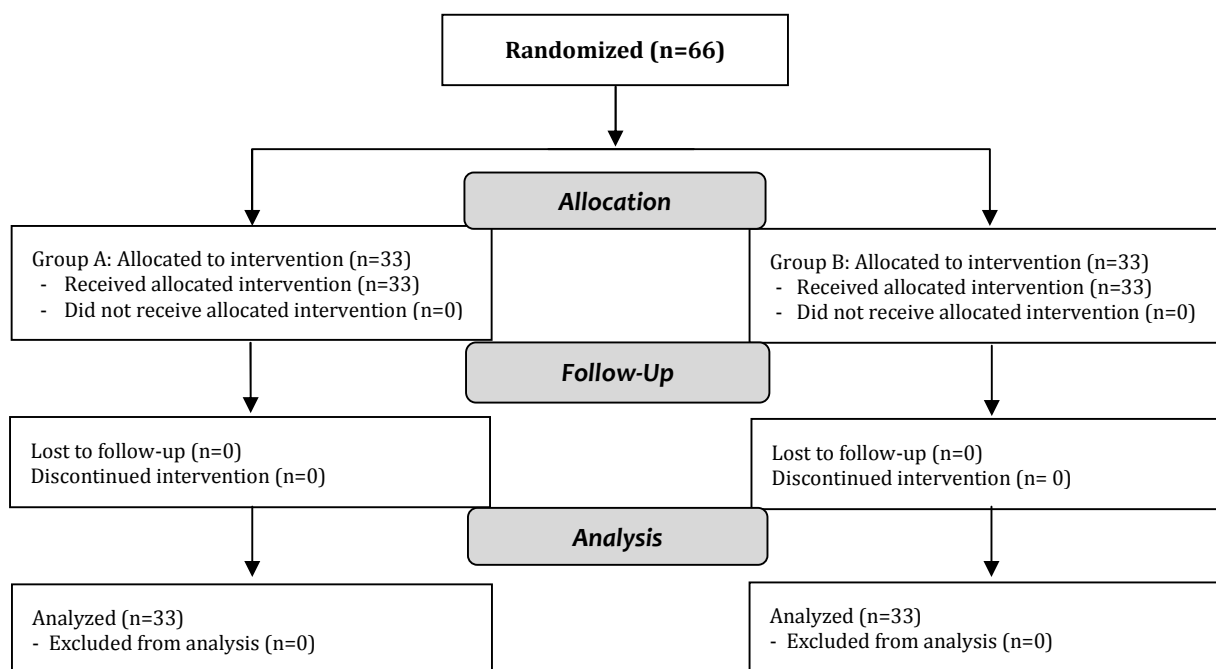 Randomized (n=66)
Allocation
Group A: Allocated to intervention (n=33)
- Received allocated intervention (n=33)
- Did not receive allocated intervention (n=0)
Group B: Allocated to intervention (n=33)
- Received allocated intervention (n=33)
- Did not receive allocated intervention (n=0)
Follow-Up
Lost to follow-up (n=0)
Discontinued intervention (n=0)
Lost to follow-up (n=0)
Discontinued intervention (n= 0)
Analysis
Analyzed (n=33)
- Excluded from analysis (n=0)
Analyzed (n=33)
- Excluded from analysis (n=0)